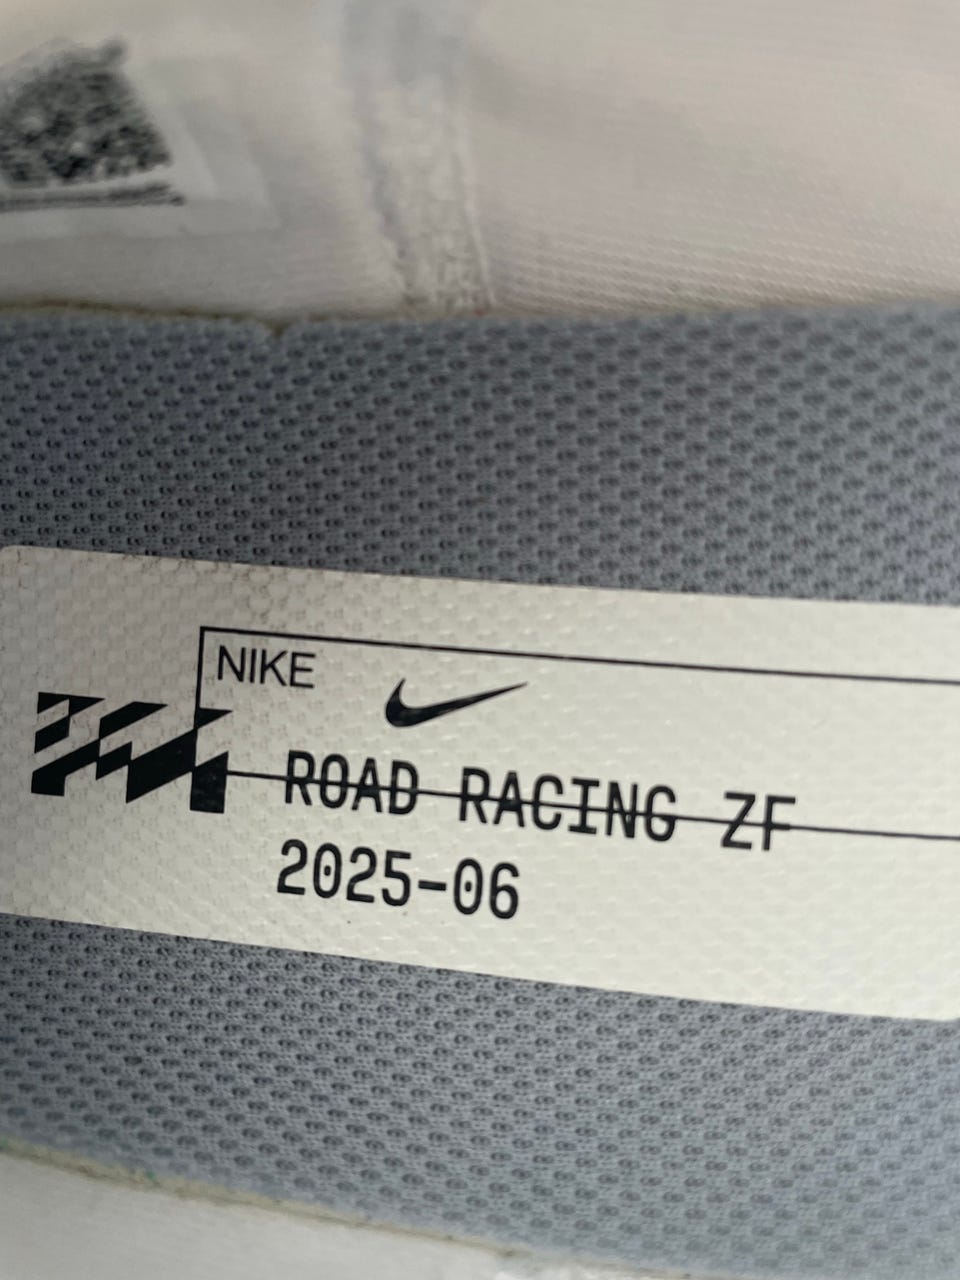 NIKE
ROAD RACING ZF
2025-06